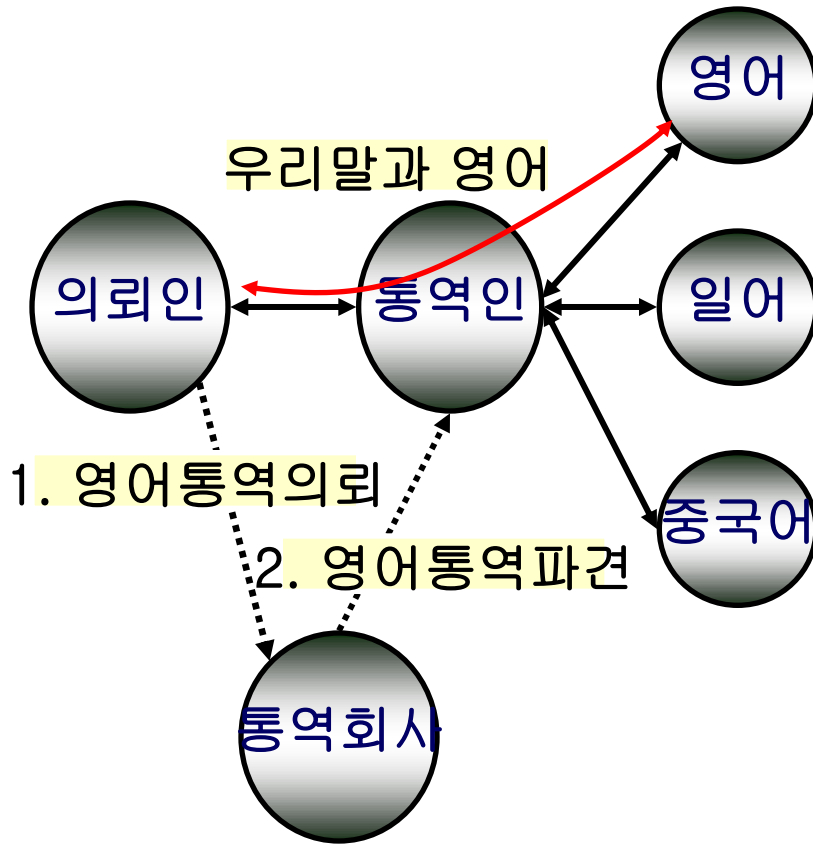 영어
우리말과 영어
의뢰인
통역인
일어
1. 영어통역의뢰
중국어
2. 영어통역파견
통역회사